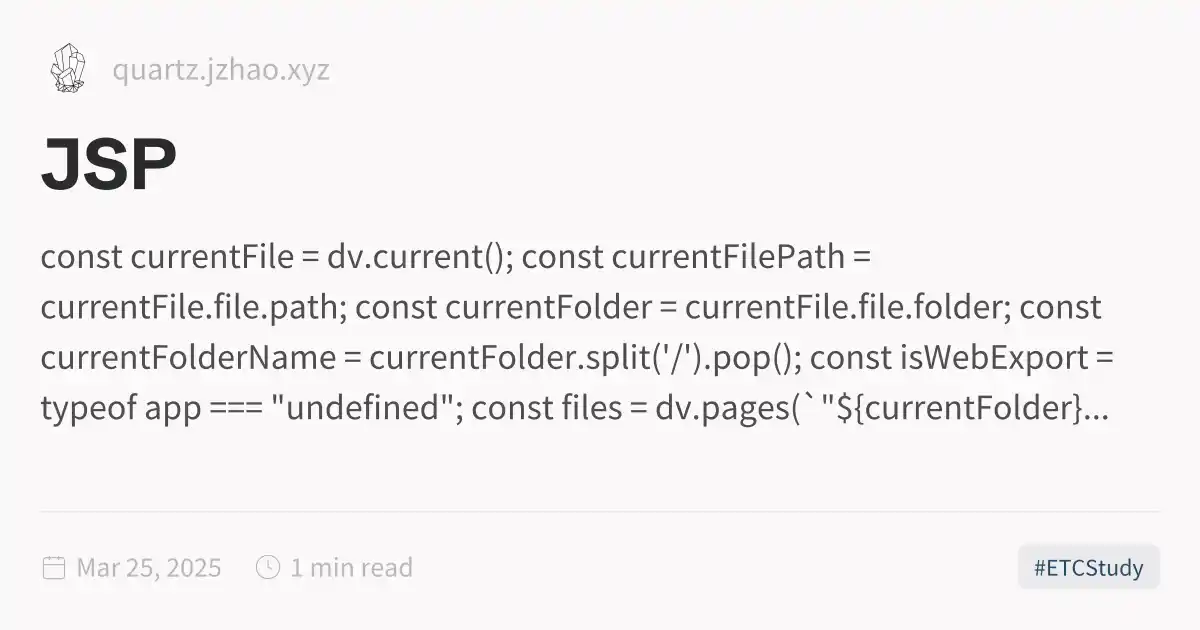 quartz.jzhao.xyz
JSP
const currentFile = dv.current(); const currentFilePath =
currentFile.file.path; const currentFolder = currentFile.file.folder; const
currentFolderName = currentFolder.split('/').pop(); const isWebExport =
typeof app === "undefined"; const files = dv.pages(`"${currentFolder}...
Mar 25, 2025 1 min read #ETCStudy